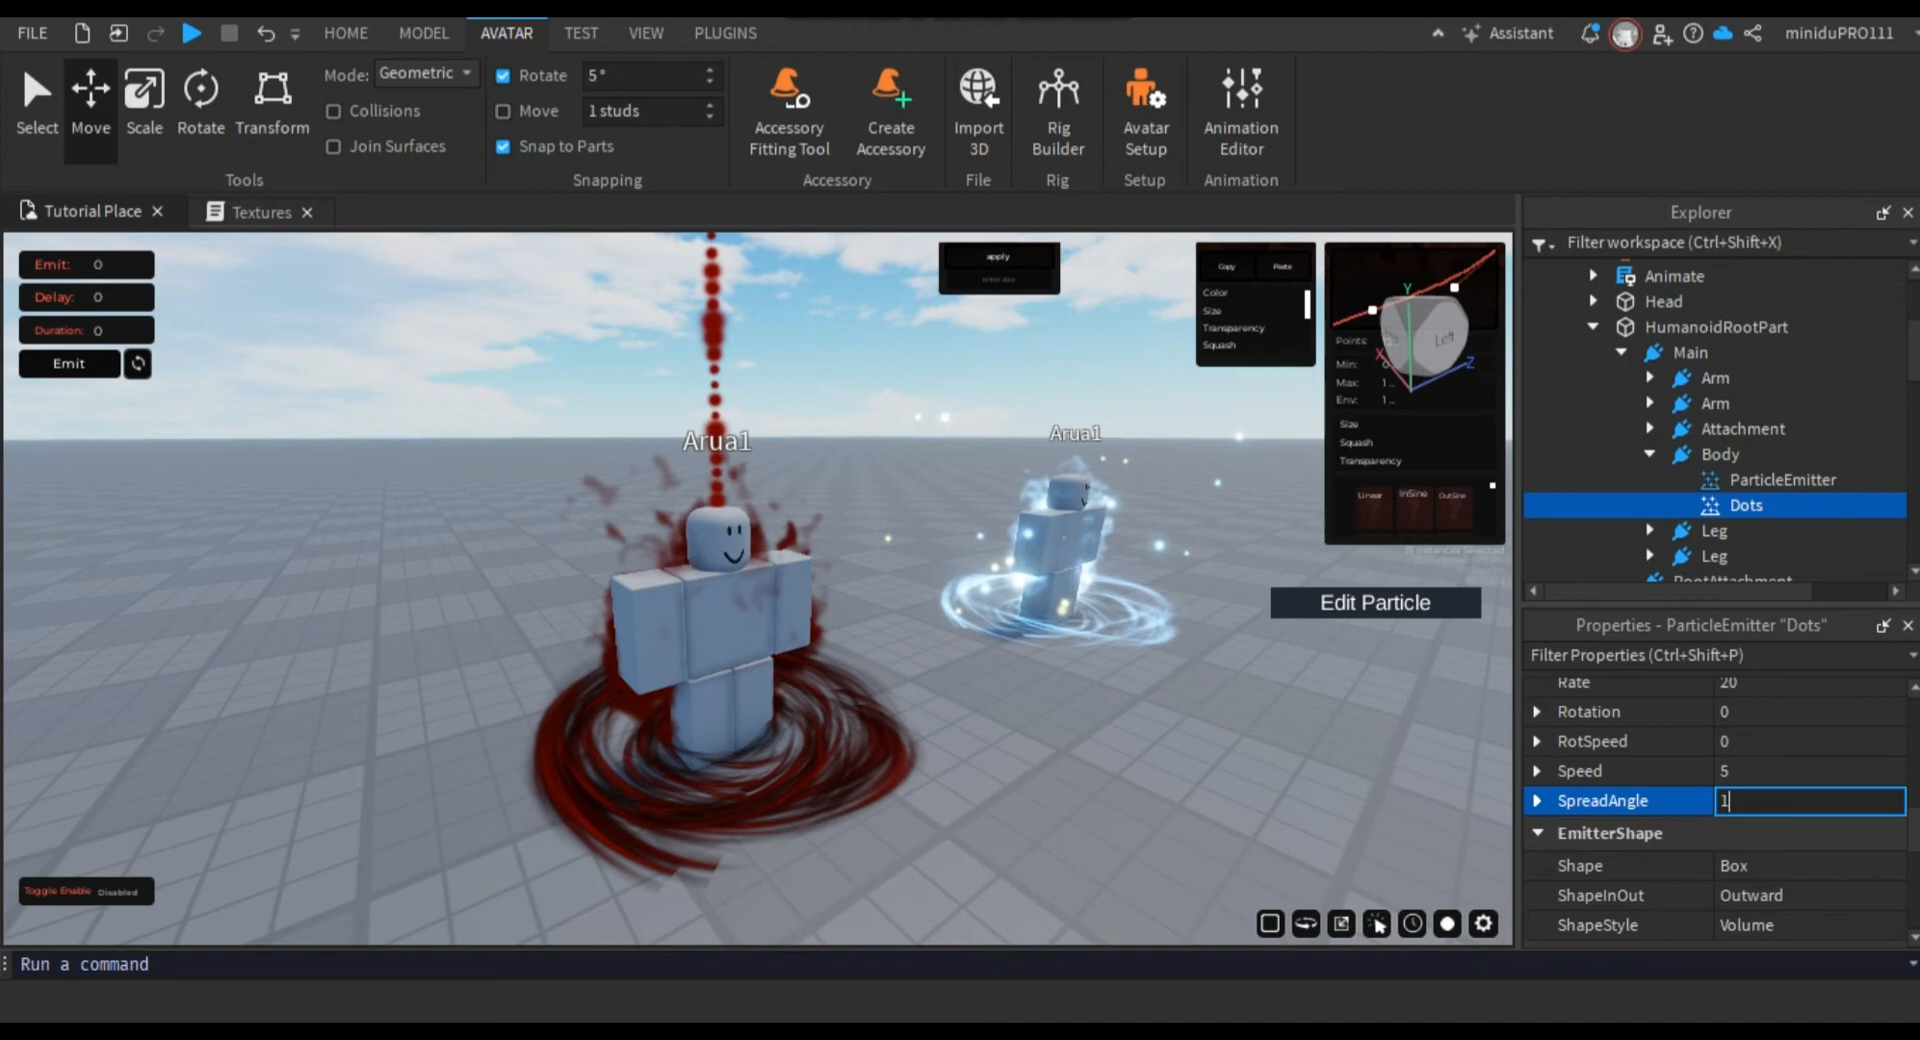 FILE
HOME
MODEL
AVATAR
TEST
VIEW
PLUGINS
Assistant
miniduPRO111
Select
Move
Scale
Rotate
Transform
Mode: Geometric
Collisions
Join Surfaces
Tools
Rotate 5°
Move 1 studs
Snap to Parts
Snapping
Accessory
Fitting Tool
Create
Accessory
Accessory
Import
3D
File
Rig
Builder
Rig
Avatar
Setup
Setup
Animation
Editor
Animation
Tutorial Place
Textures
Emit: 0
Delay: 0
Duration: 0
Emit
apply
Copy
Paste
Color
Size
Transparency
Squash
Y
X
Z
Left
Points:
Min:
Max: 1...
Env: 1...
Size
Squash
Transparency
Linear
InSine
OutSine
Arua1
Arua1
Edit Particle
Toggle Enable Disabled
Run a command
Explorer
Filter workspace (Ctrl+Shift+X)
Animate
Head
HumanoidRootPart
Main
Arm
Arm
Attachment
Body
ParticleEmitter
Dots
Leg
Leg
RootAttachment
Properties - ParticleEmitter "Dots"
Filter Properties (Ctrl+Shift+P)
Rate 20
Rotation 0
RotSpeed 0
Speed 5
SpreadAngle 1
EmitterShape
Shape Box
ShapeInOut Outward
ShapeStyle Volume